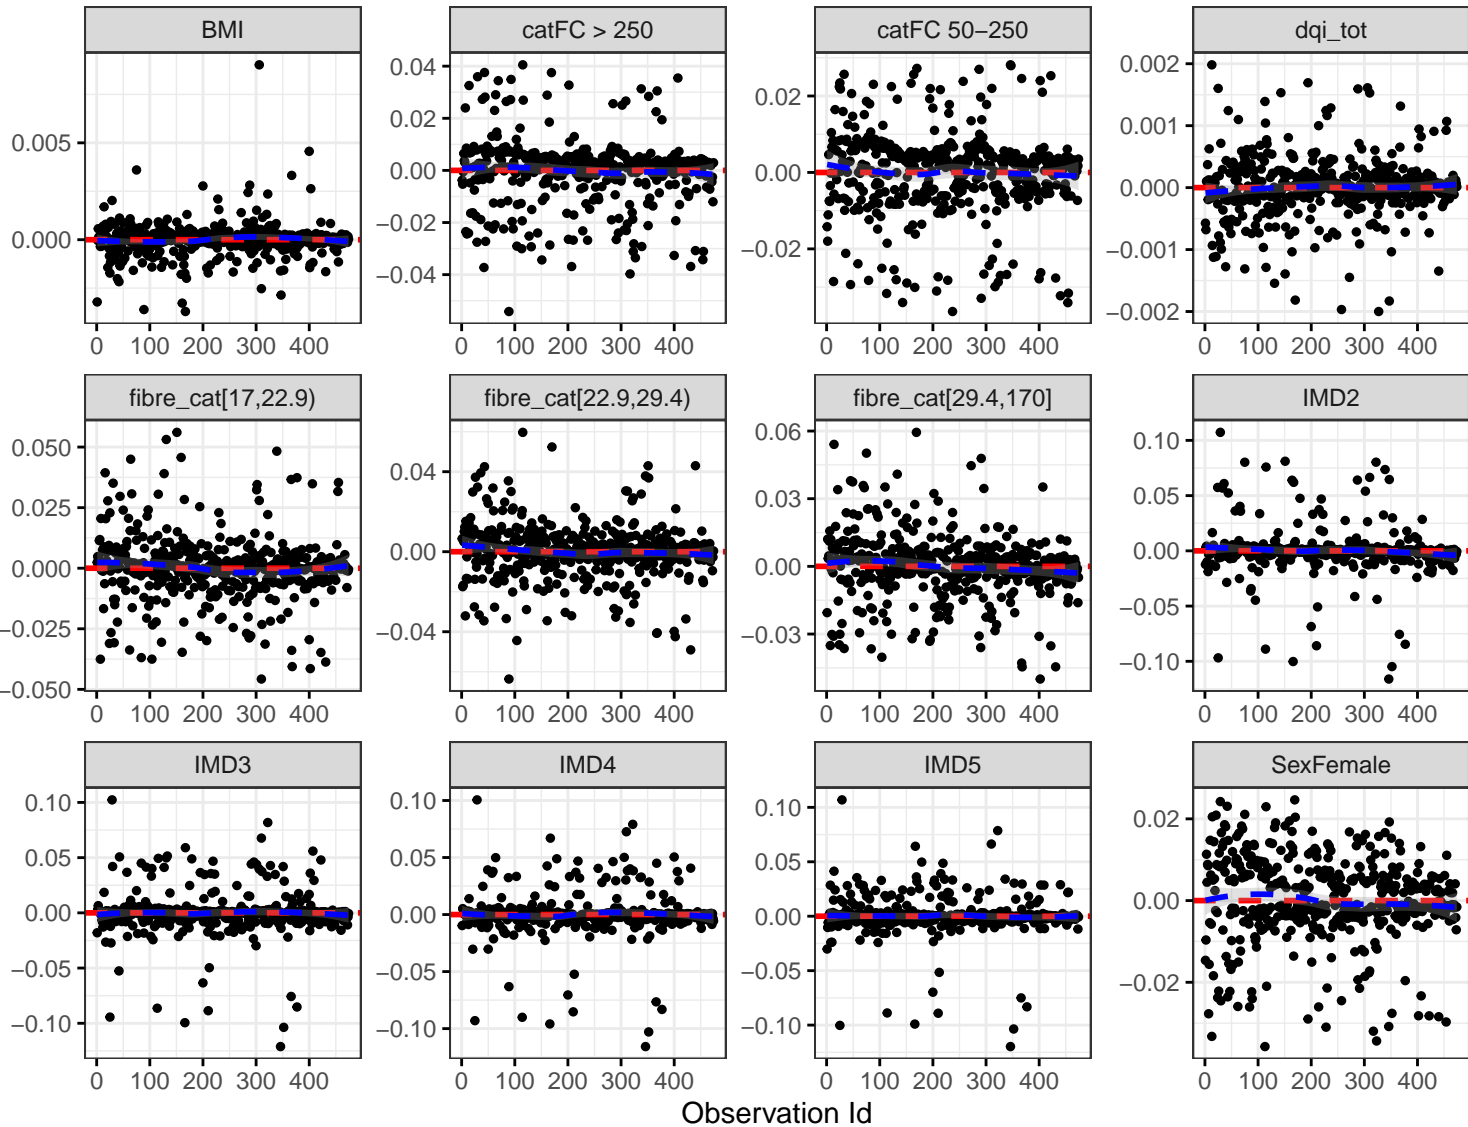 BMI
catFC > 250
catFC 50−250
dqi_tot
0.005
0.000
0 100 200 300 400
0.04
0.02
0.00
−0.02
−0.04
0 100 200 300 400
0.02
0.00
−0.02
0 100 200 300 400
0.002
0.001
0.000
−0.001
−0.002
0 100 200 300 400
fibre_cat[17,22.9)
fibre_cat[22.9,29.4)
fibre_cat[29.4,170]
IMD2
0.050
0.025
0.000
−0.025
−0.050
0 100 200 300 400
0.04
0.00
−0.04
0 100 200 300 400
0.06
0.03
0.00
−0.03
0 100 200 300 400
0.10
0.05
0.00
−0.05
−0.10
0 100 200 300 400
IMD3
IMD4
IMD5
SexFemale
0.10
0.05
0.00
−0.05
−0.10
0 100 200 300 400
0.10
0.05
0.00
−0.05
−0.10
0 100 200 300 400
0.10
0.05
0.00
−0.05
−0.10
0 100 200 300 400
0.02
0.00
−0.02
0 100 200 300 400
Observation Id